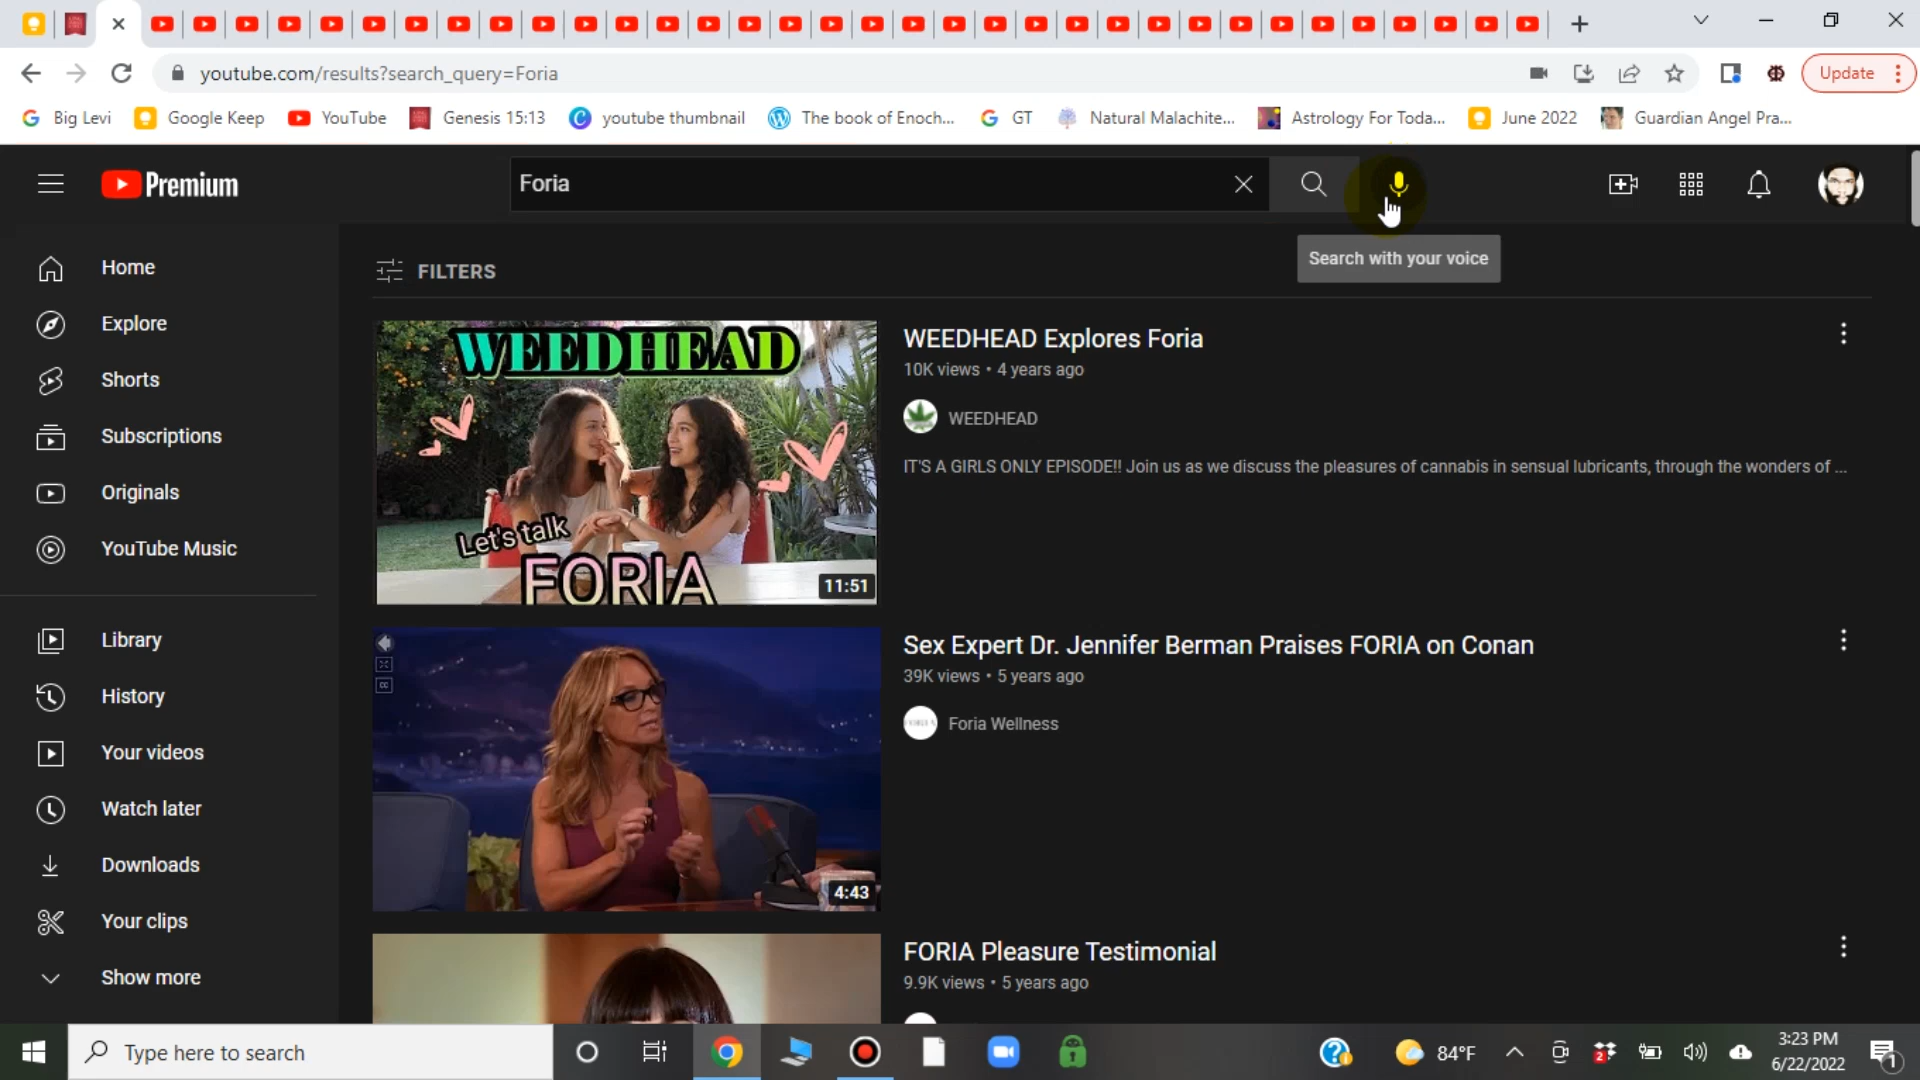 youtube.com/results?search_query=Foria
Update
Big Levi
Google Keep
YouTube
Genesis 15:13
youtube thumbnail
The book of Enoch...
GT
Natural Malachite...
Astrology For Toda...
June 2022
Guardian Angel Pra...
Premium
Foria
Search with your voice
Home
Explore
Shorts
Subscriptions
Originals
YouTube Music
Library
History
Your videos
Watch later
Downloads
Your clips
Show more
FILTERS
WEEDHEAD
Let's talk
FORIA
11:51
WEEDHEAD Explores Foria
10K views • 4 years ago
WEEDHEAD
IT'S A GIRLS ONLY EPISODE!! Join us as we discuss the pleasures of cannabis in sensual lubricants, through the wonders of ...
CC
4:43
Sex Expert Dr. Jennifer Berman Praises FORIA on Conan
39K views • 5 years ago
Foria Wellness
FORIA Pleasure Testimonial
9.9K views • 5 years ago
Type here to search
2
84°F
3:23 PM
6/22/2022
1